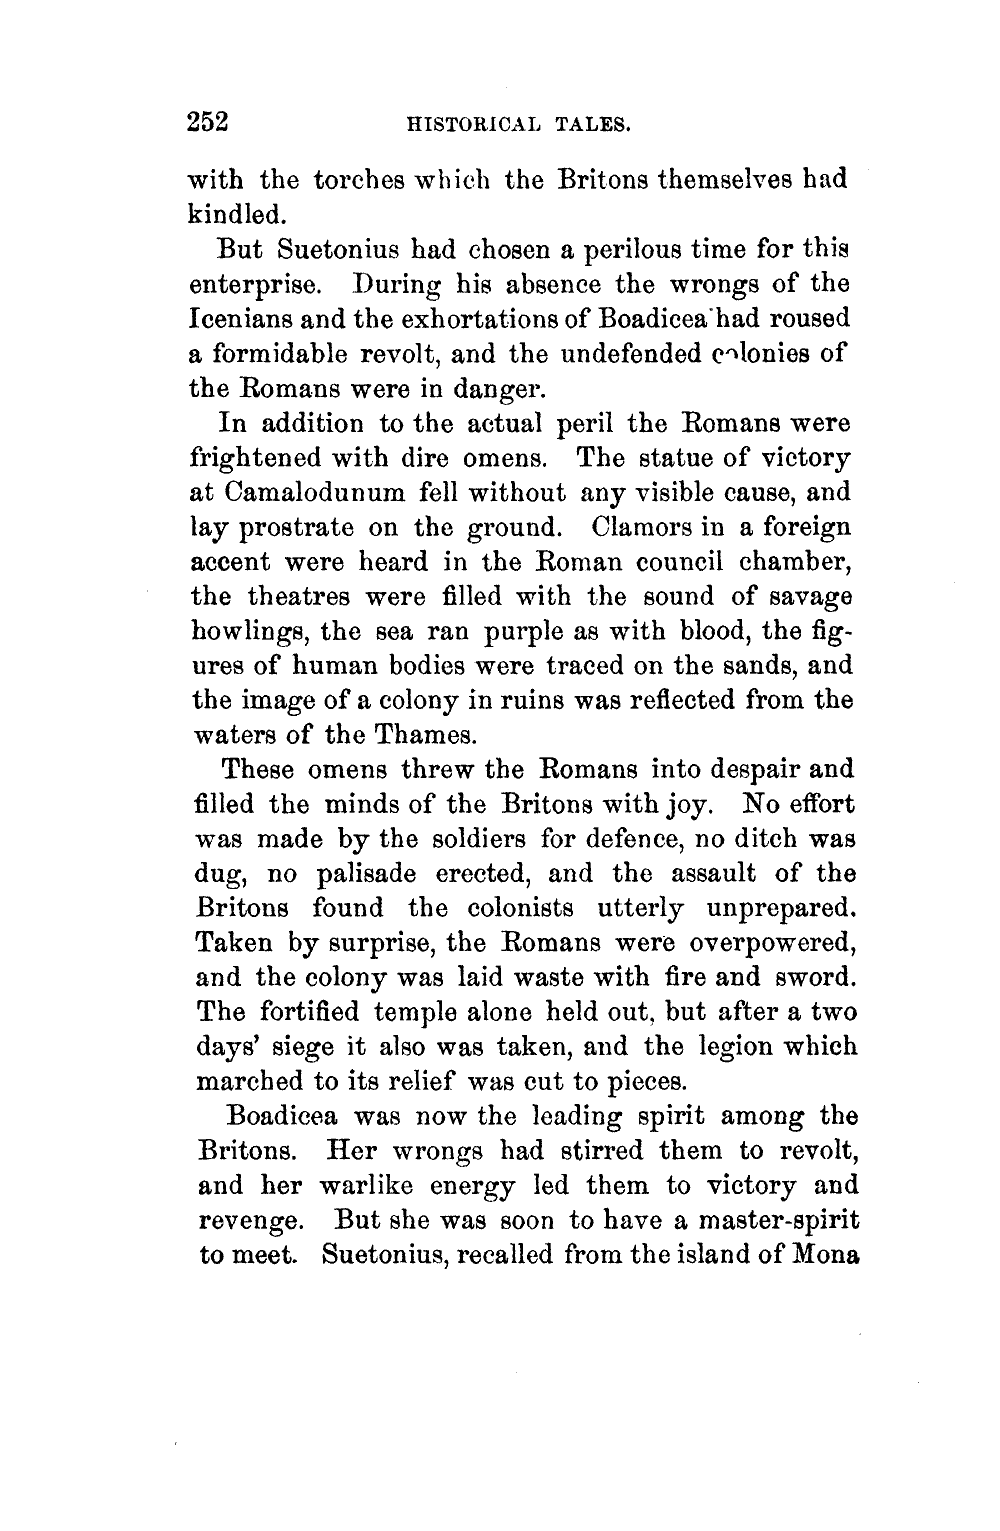 252 HISTORICAL TALES.
with the torches which the Britons themselves had
kindled.
But Suetonius had chosen a perilous time for this
enterprise. During his absence the wrongs of the
Icenians and the exhortations of Boadicea had roused
a formidable revolt, and the undefended colonies of
the Romans were in danger.
In addition to the actual peril the Romans were
frightened with dire omens. The statue of victory
at Camalodunum fell without any visible cause, and
lay prostrate on the ground. Clamors in a foreign
accent were heard in the Roman council chamber,
the theatres were filled with the sound of savage
howlings, the sea ran purple as with blood, the fig-
ures of human bodies were traced on the sands, and
the image of a colony in ruins was reflected from the
waters of the Thames.
These omens threw the Romans into despair and
filled the minds of the Britons with joy. No effort
was made by the soldiers for defence, no ditch was
dug, no palisade erected, and the assault of the
Britons found the colonists utterly unprepared.
Taken by surprise, the Romans were overpowered,
and the colony was laid waste with fire and sword.
The fortified temple alone held out, but after a two
days' siege it also was taken, and the legion which
marched to its relief was cut to pieces.
Boadicea was now the leading spirit among the
Britons. Her wrongs had stirred them to revolt,
and her warlike energy led them to victory and
revenge. But she was soon to have a master-spirit
to meet. Suetonius, recalled from the island of Mona